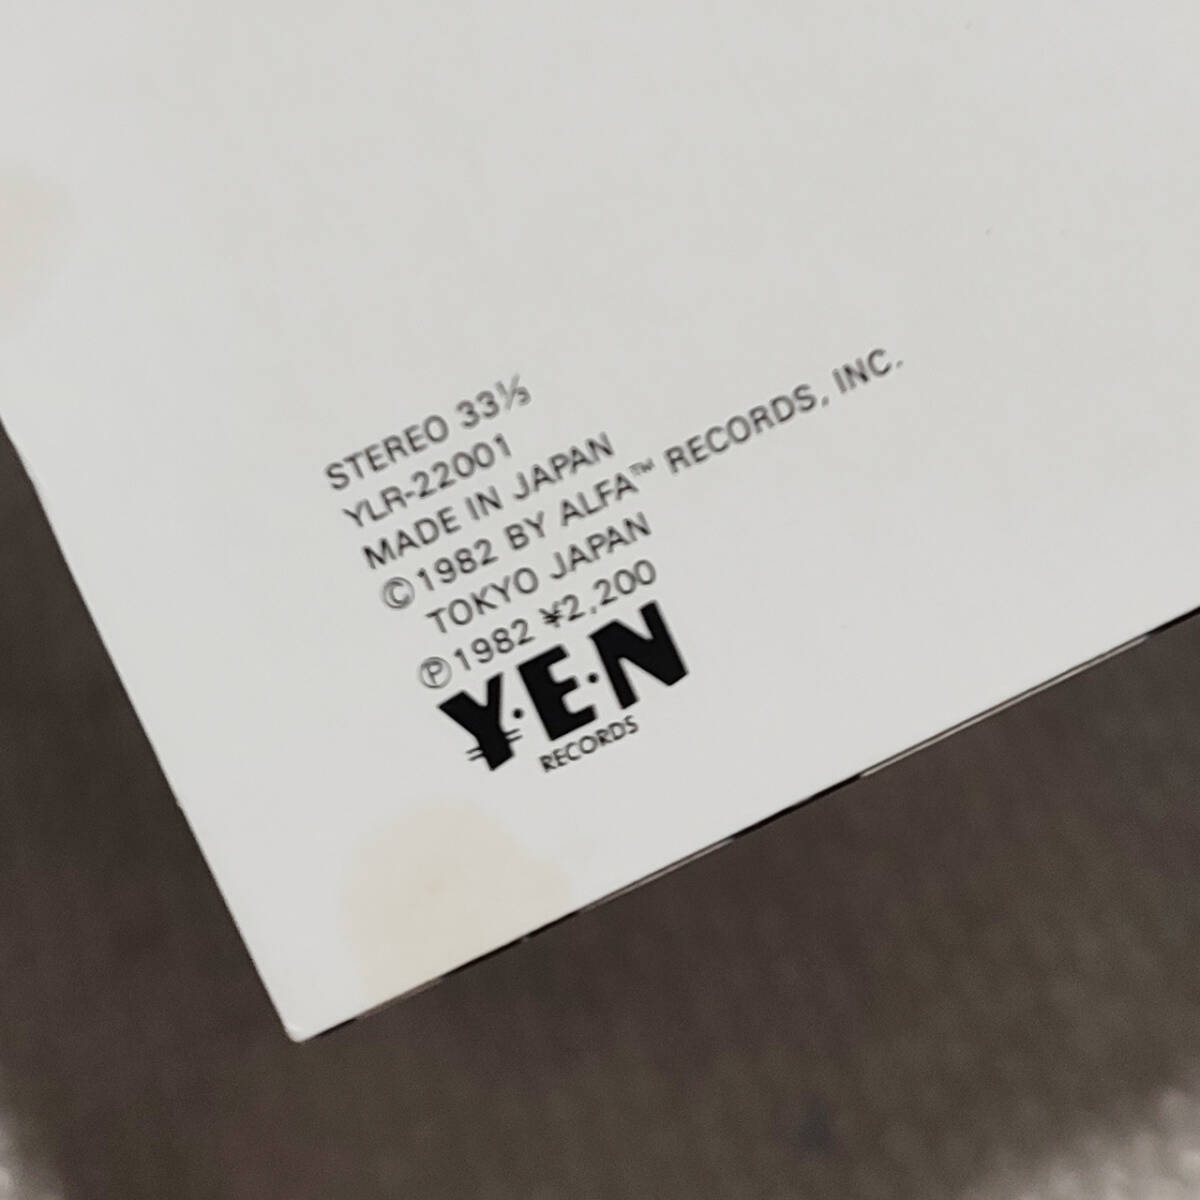 STEREO 33⅓
YLR-22001
MADE IN JAPAN
©1982 BY ALFA™ RECORDS, INC.
TOKYO JAPAN
℗1982 ¥2,200
Y·E·N
RECORDS